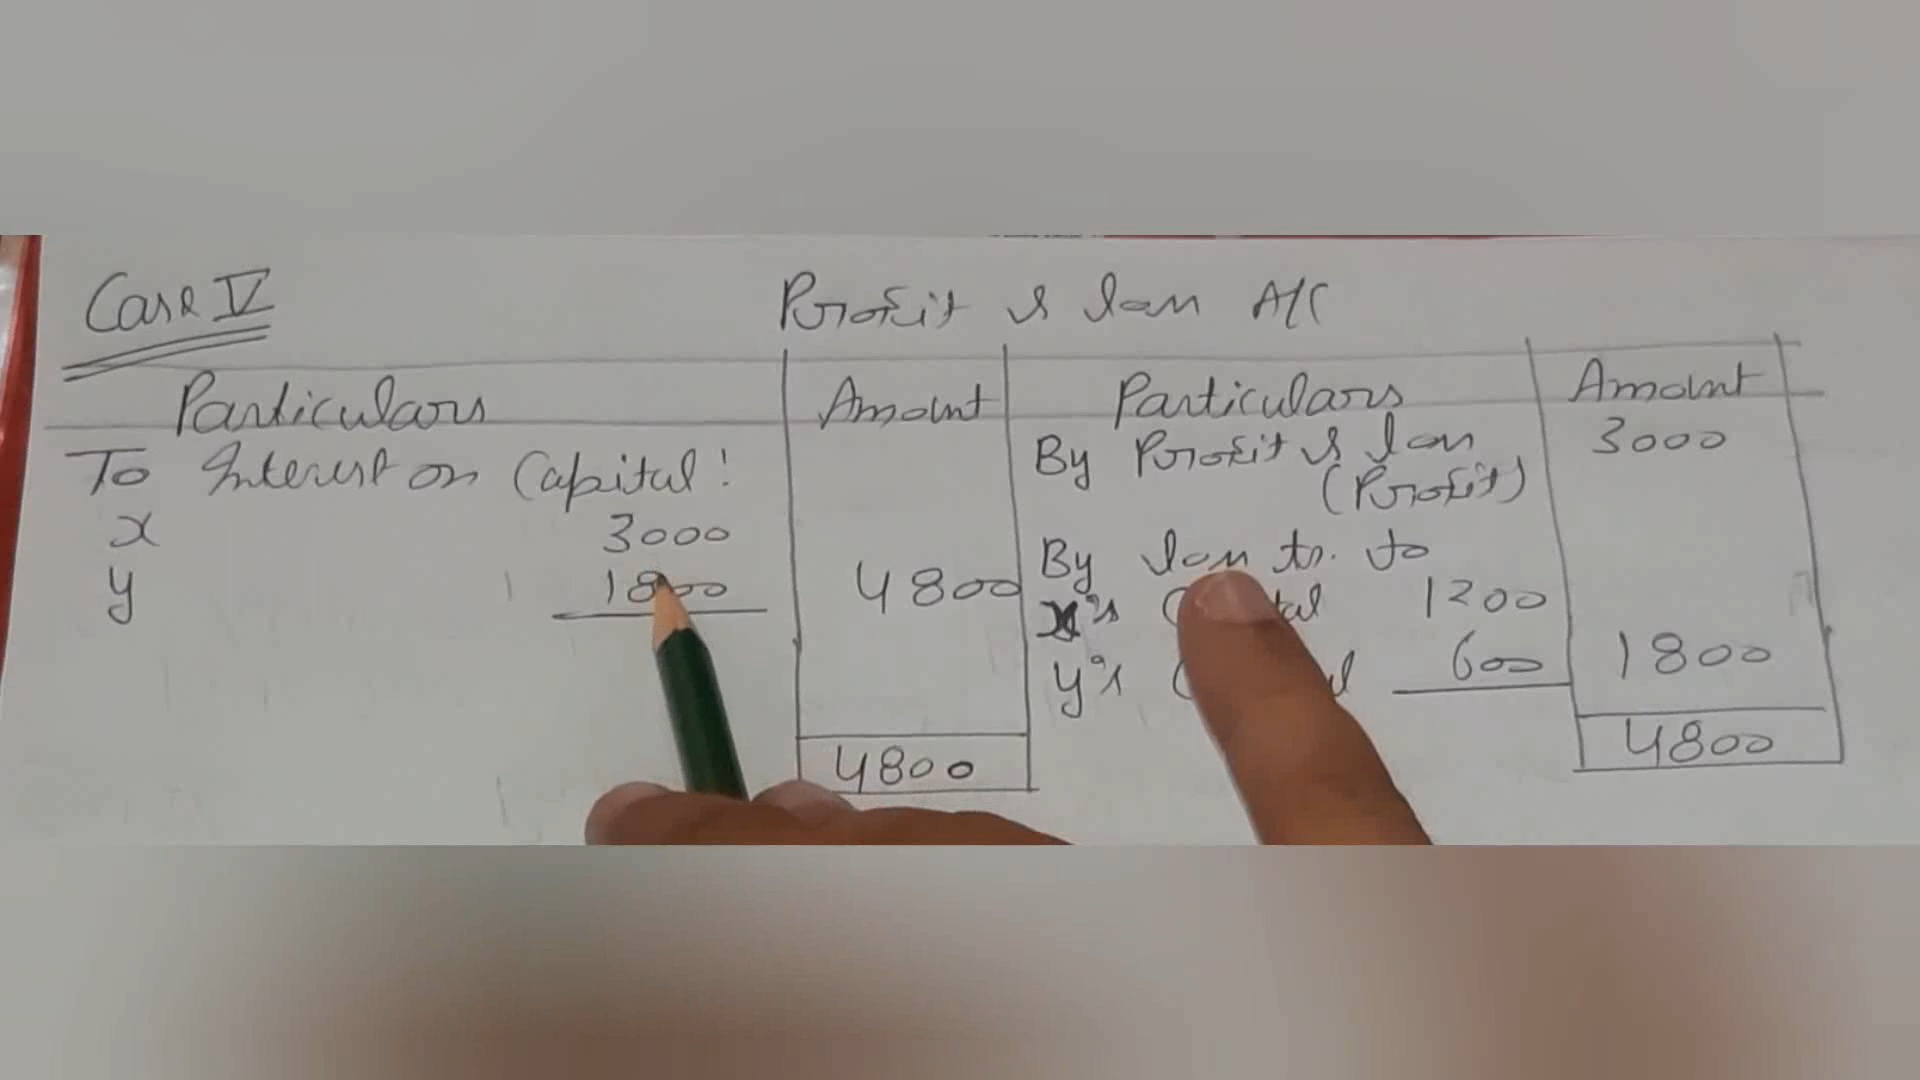 Case V
Profit & Loss A/C
Particulars Amount Particulars Amount
To Interest on Capital: By Profit & Loss 3000
(Profit)
x 3000 By Loss tr. to
y 1800 4800 X's 1200
Y's 600 1800
4800 4800